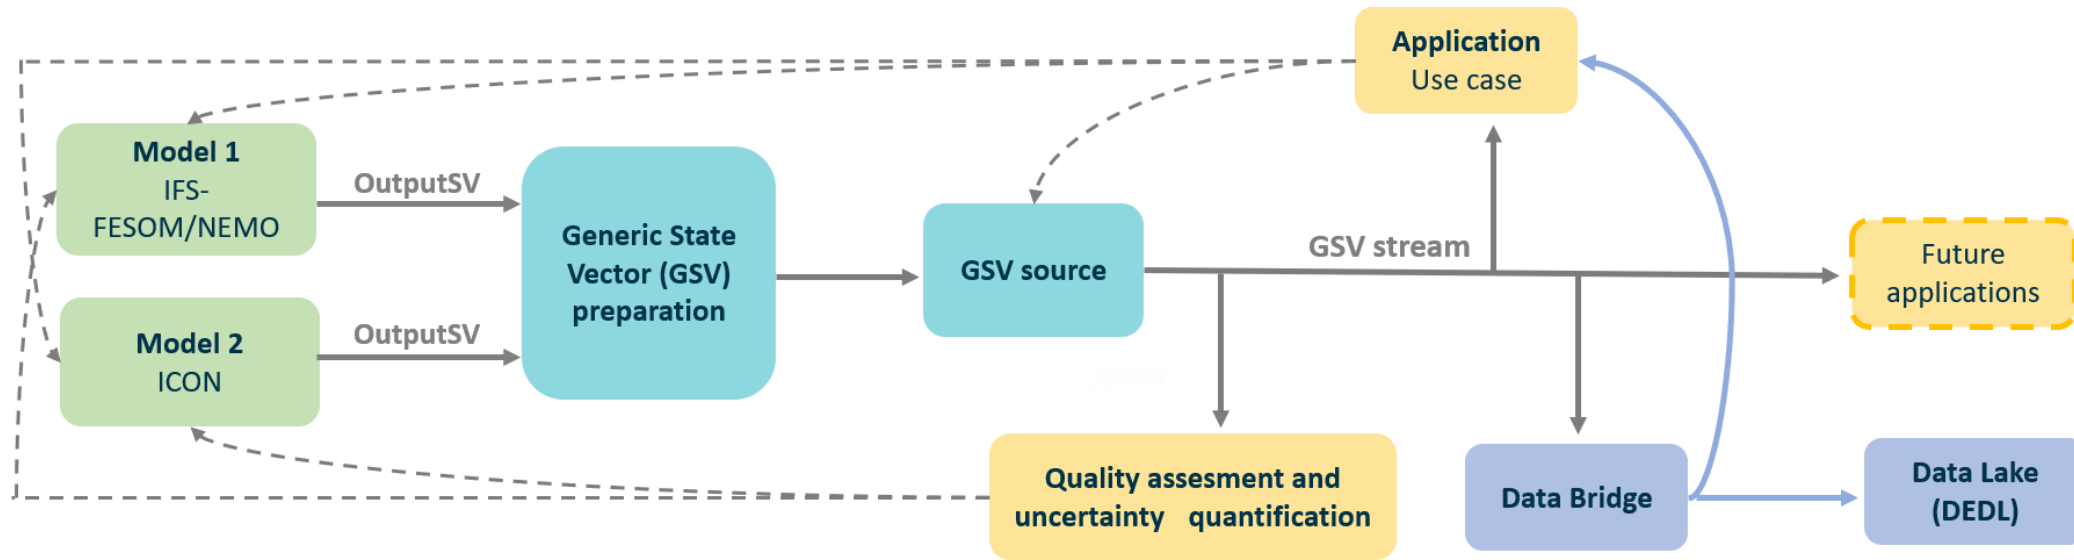 Application
Use case
Model 1
IFS-
FESOM/NEMO
OutputSV
Generic State
Vector (GSV)
preparation
GSV source
GSV stream
Future
applications
Model 2
ICON
OutputSV
Quality assesment and
uncertainty quantification
Data Bridge
Data Lake
(DEDL)